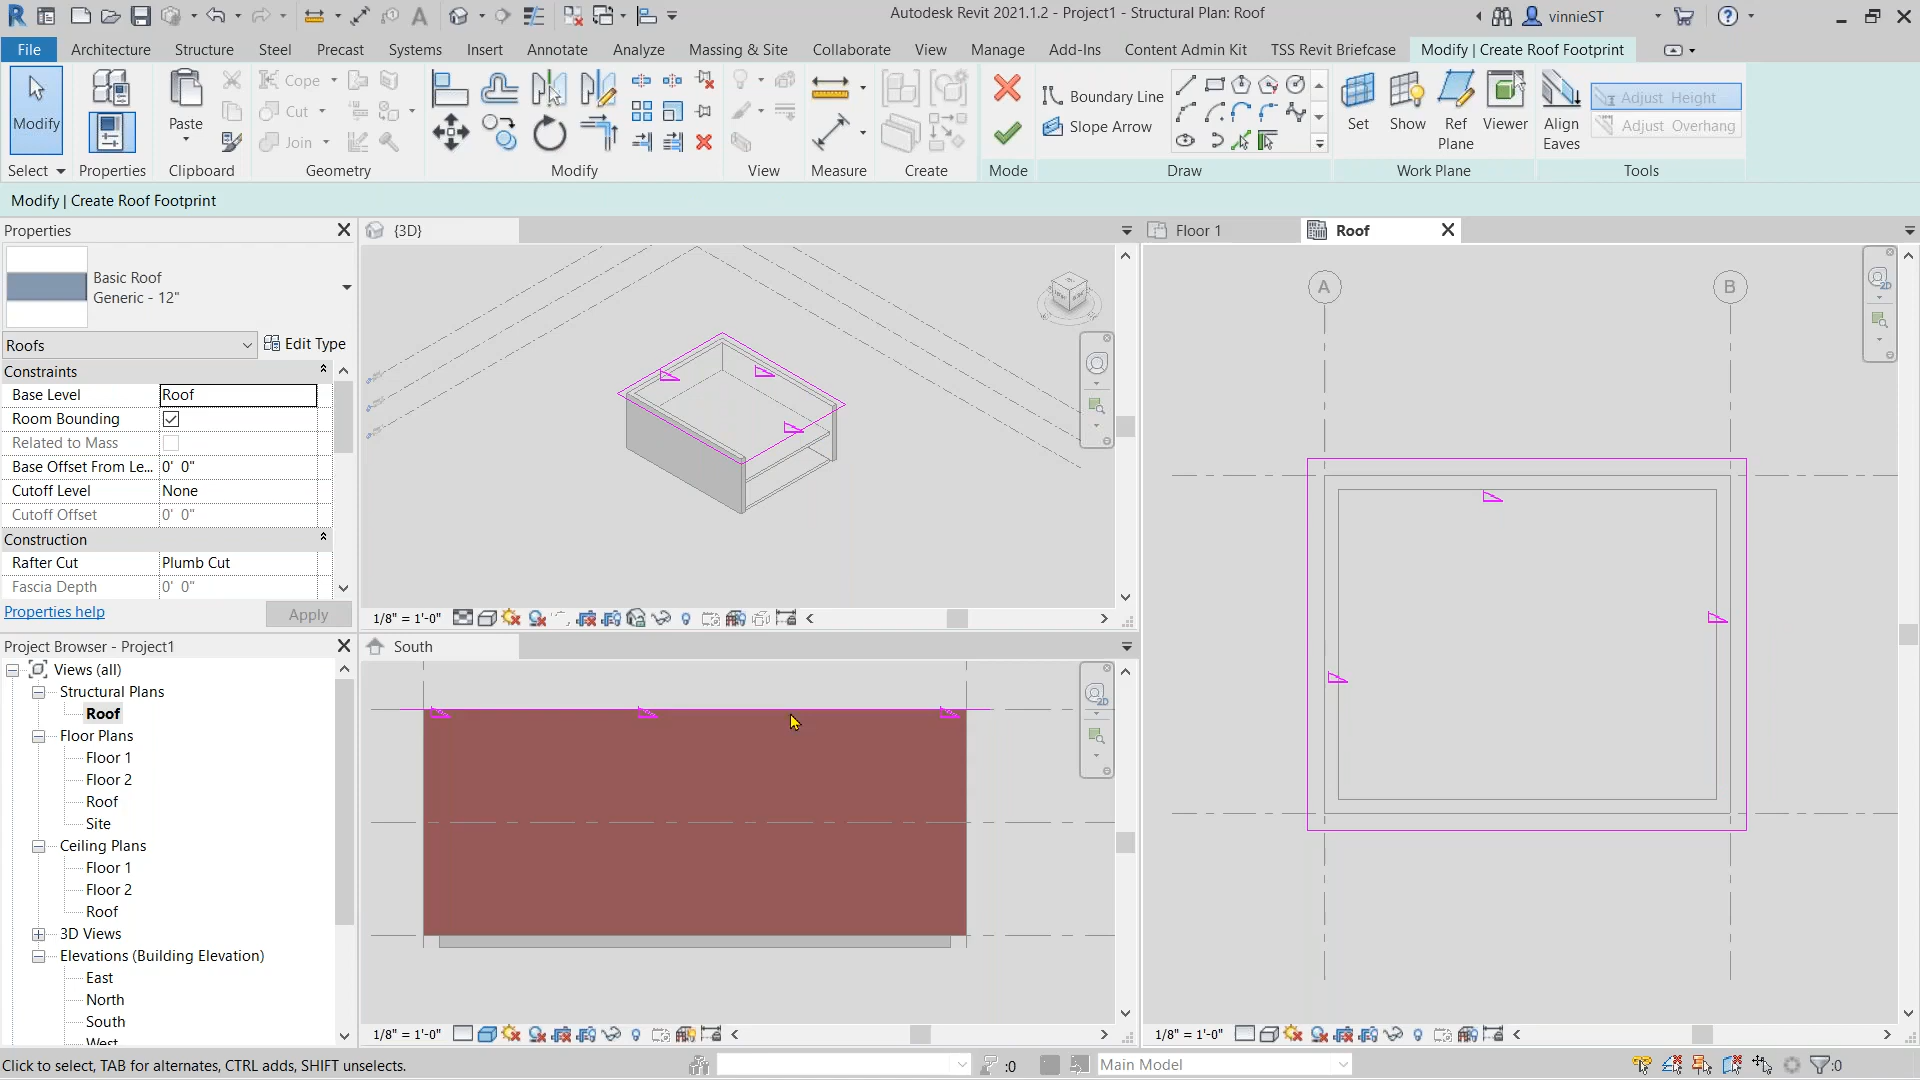 Autodesk Revit 2021.1.2 - Project1 - Structural Plan: Roof
vinnieST
File Architecture Structure Steel Precast Systems Insert Annotate Analyze Massing & Site Collaborate View Manage Add-Ins Content Admin Kit TSS Revit Briefcase Modify | Create Roof Footprint
Modify
Paste
Cope
Cut
Join
Boundary Line
Slope Arrow
Set Show Ref Plane Viewer
Align Eaves
Adjust Height
Adjust Overhang
Select Properties Clipboard Geometry Modify View Measure Create Mode Draw Work Plane Tools
Modify | Create Roof Footprint
Properties
Basic Roof
Generic - 12"
Roofs
Edit Type
Constraints
Base Level Roof
Room Bounding
Related to Mass
Base Offset From Le... 0' 0"
Cutoff Level None
Cutoff Offset 0' 0"
Construction
Rafter Cut Plumb Cut
Fascia Depth 0' 0"
Properties help
Apply
Project Browser - Project1
Views (all)
Structural Plans
Roof
Floor Plans
Floor 1
Floor 2
Roof
Site
Ceiling Plans
Floor 1
Floor 2
Roof
3D Views
Elevations (Building Elevation)
East
North
South
West
{3D}
1/8" = 1'-0"
South
2D
1/8" = 1'-0"
Floor 1
Roof
A
B
2D
1/8" = 1'-0"
Click to select, TAB for alternates, CTRL adds, SHIFT unselects.
:0
Main Model
:0